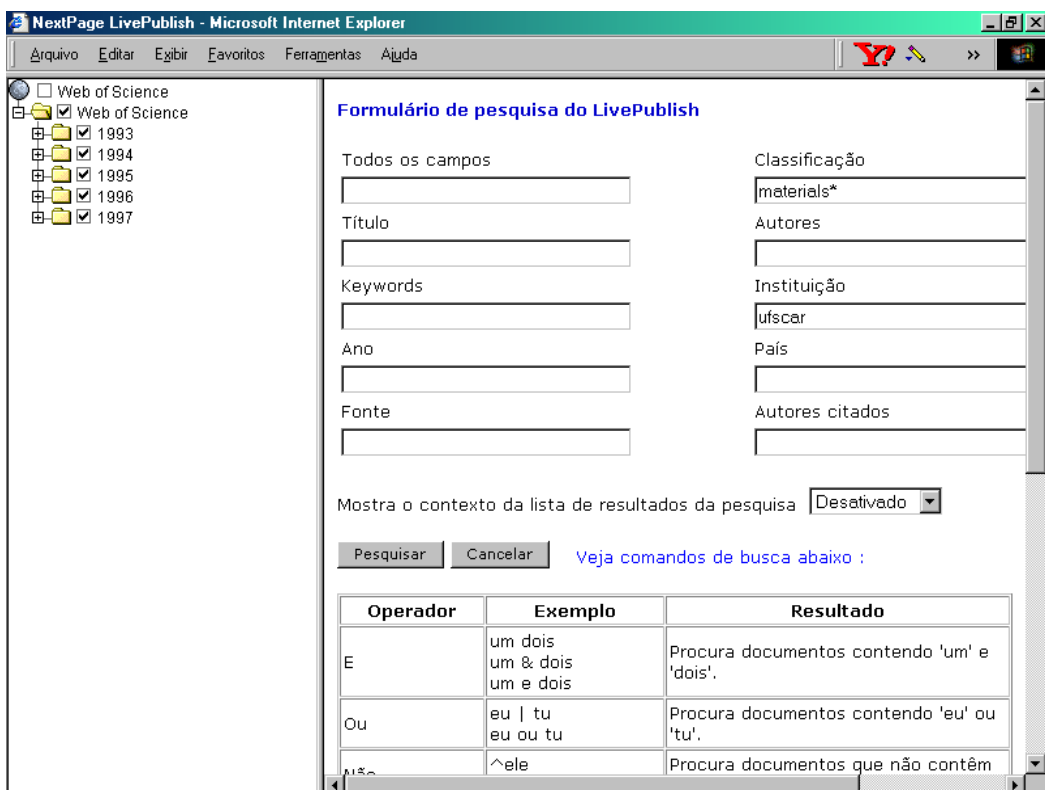 NextPage LivePublish - Microsoft Internet Explorer
Arquivo Editar Exibir Favoritos Ferramentas Ajuda
Y! »
Web of Science
Web of Science
1993
1994
1995
1996
1997
Formulário de pesquisa do LivePublish
Todos os campos Classificação
materials*
Título Autores
Keywords Instituição
ufscar
Ano País
Fonte Autores citados
Mostra o contexto da lista de resultados da pesquisa Desativado
Pesquisar Cancelar Veja comandos de busca abaixo :
Operador Exemplo Resultado
E
um dois
um & dois
um e dois
Procura documentos contendo 'um' e
'dois'.
Ou
eu | tu
eu ou tu
Procura documentos contendo 'eu' ou
'tu'.
Não
^ele
Procura documentos que não contêm